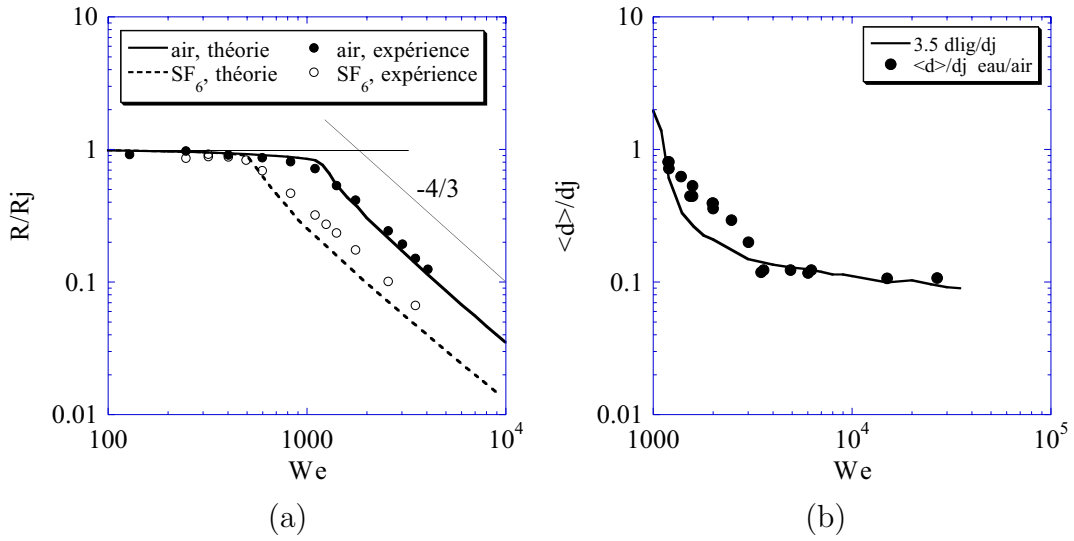 10
1
0.1
0.01
R/Rj
air, théorie
air, expérience
SF6, théorie
SF6, expérience
-4/3
100
1000
10^4
We
(a)
10
1
0.1
0.01
<d>/dj
3.5 dlig/dj
<d>/dj eau/air
1000
10^4
10^5
We
(b)